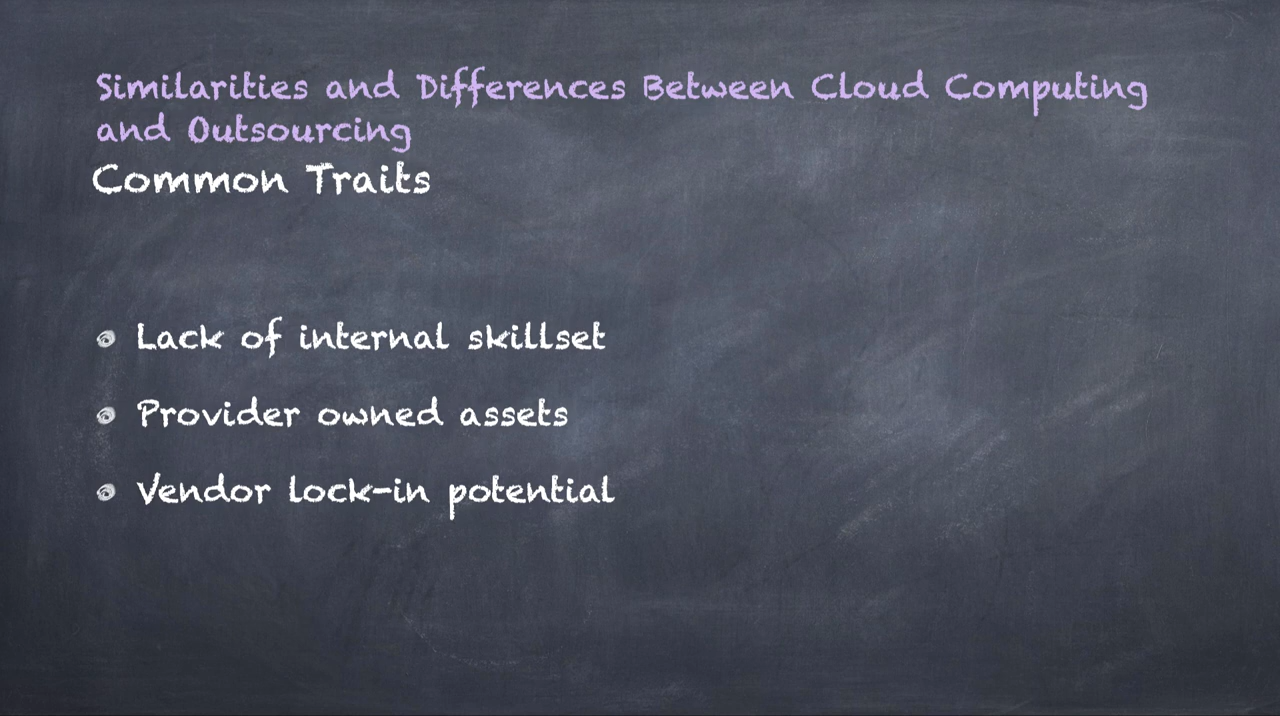 Similarities and Differences Between Cloud Computing
and Outsourcing
Common Traits
Lack of internal skillset
Provider owned assets
Vendor lock-in potential